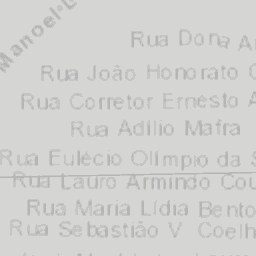 Manoel
Rua Dona
Rua João Honorato
Rua Corretor Ernesto
Rua Adílio Mafra
Rua Eulécio Olímpio da
Rua Lauro Armindo
Rua Maria Lídia Bento
Rua Sebastião V Coelh